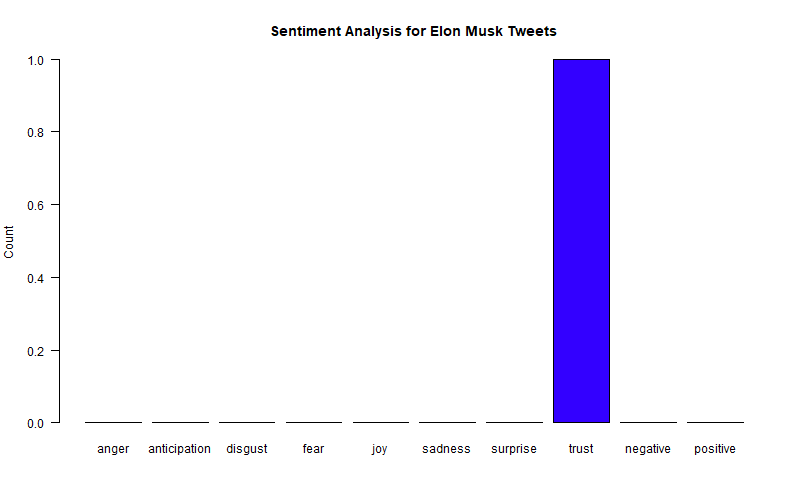 Sentiment Analysis for Elon Musk Tweets
1.0
0.8
0.6
0.4
0.2
0.0
Count
anger anticipation disgust fear joy sadness surprise trust negative positive